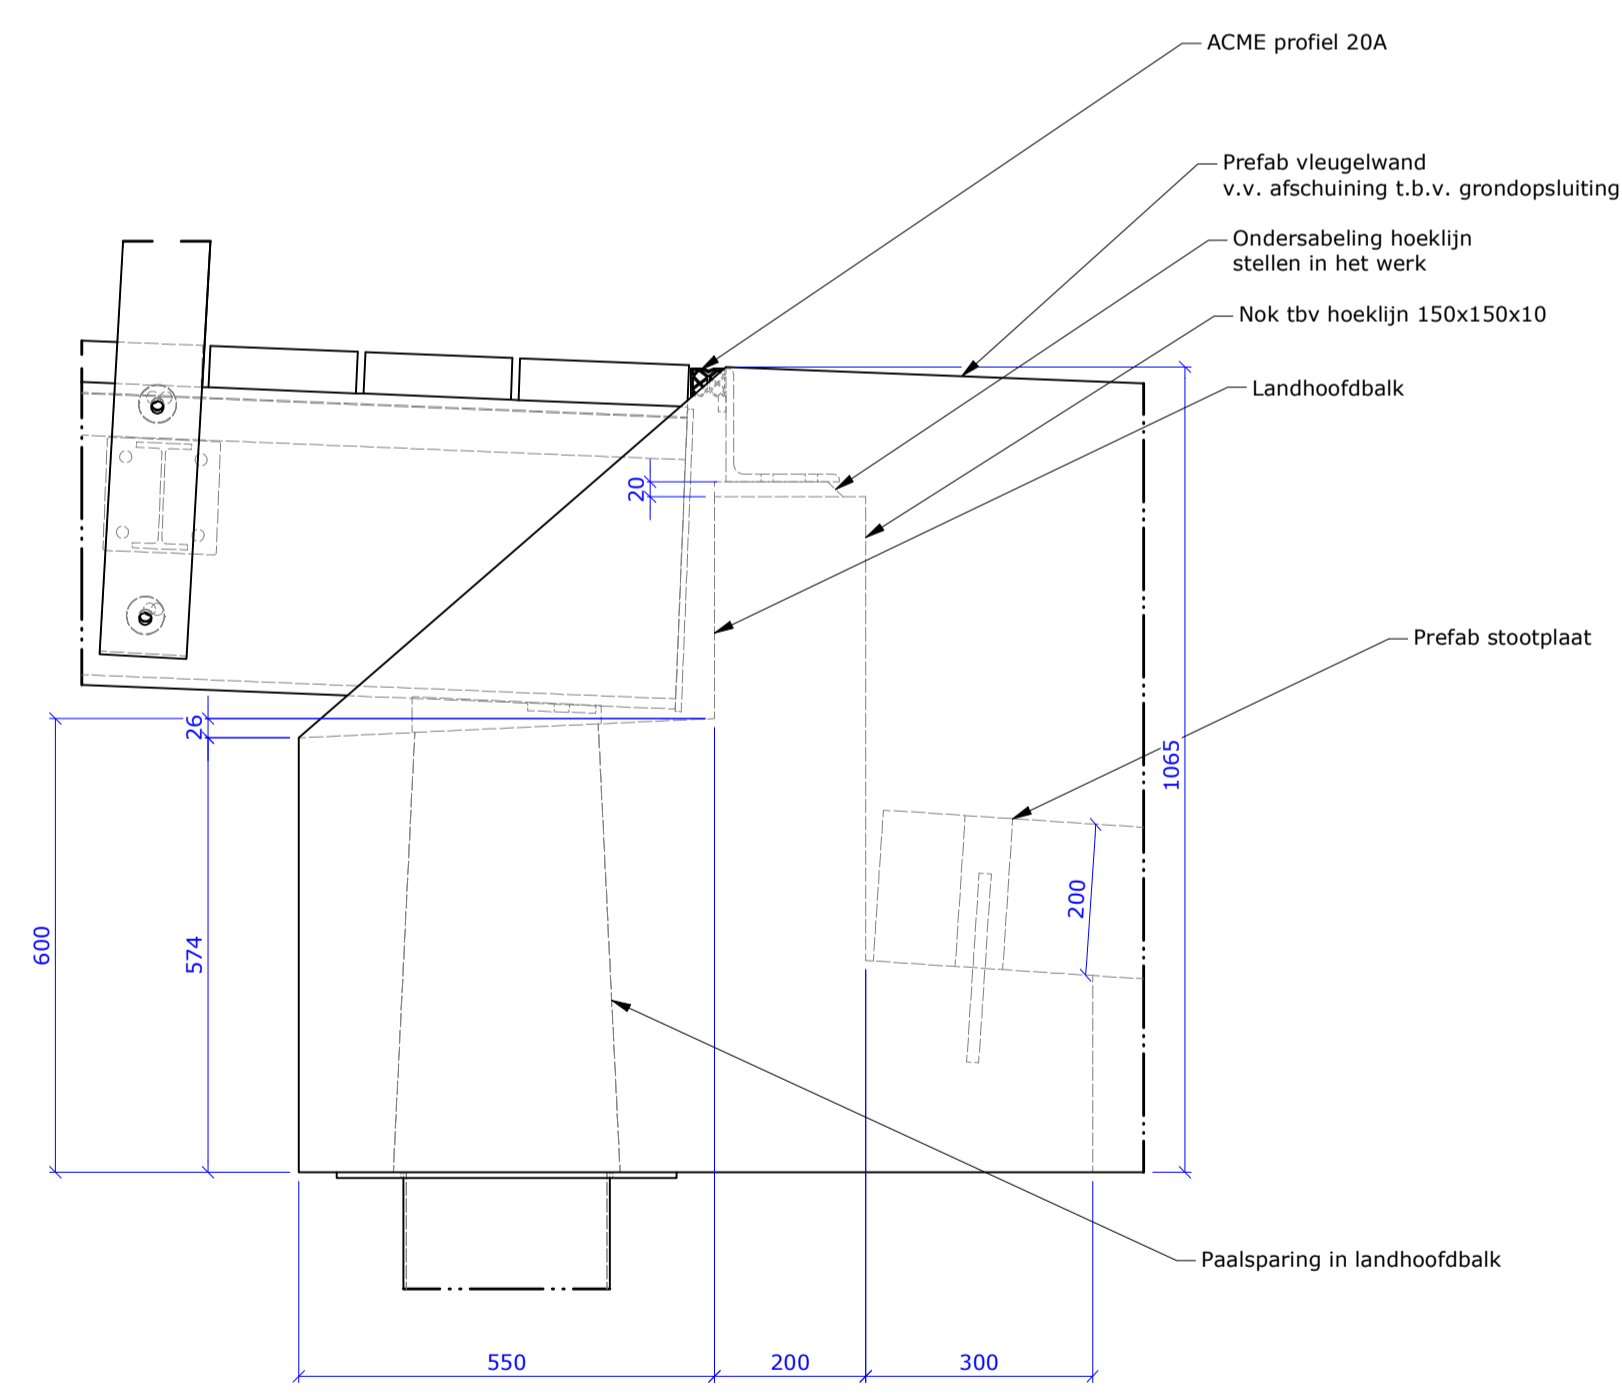 ACME profiel 20A
Prefab vleugelwand
v.v. afschuining t.b.v. grondopsluiting
Ondersabeling hoeklijn
stellen in het werk
Nok tbv hoeklijn 150x150x10
Landhoofdbalk
20
Prefab stootplaat
26
1065
200
600
574
Paalsparing in landhoofdbalk
550
200
300